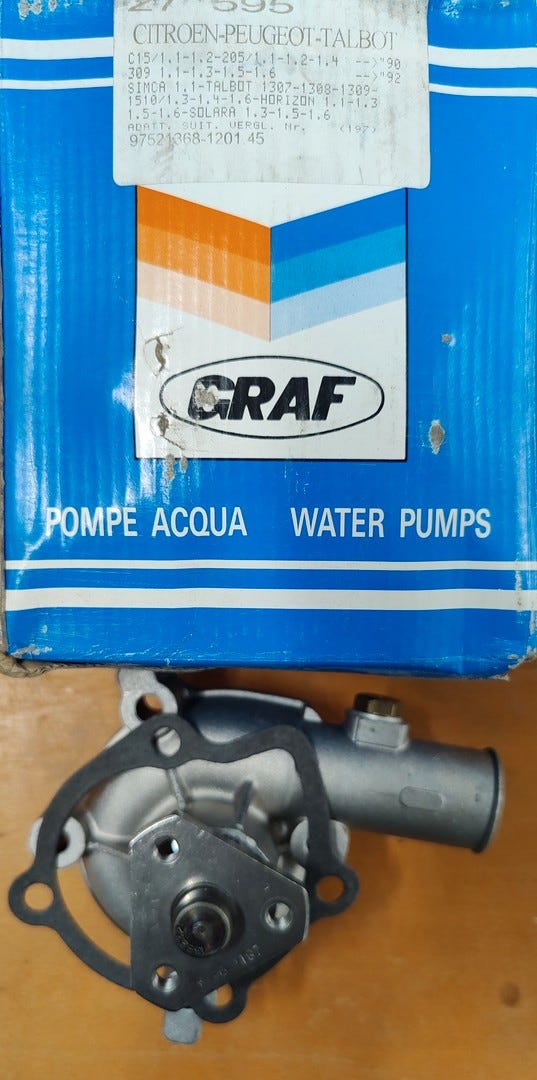 27 595
CITROEN-PEUGEOT-TALBOT
C15/1.1-1.2-205/1.1-1.2-1.4 -->"90
309 1.1-1.3-1.5-1.6 -->"92
SIMCA 1.1-TALBOT 1307-1308-1309-
1510/1.3-1.4-1.6-HORIZON 1.1-1.3
1.5-1.6-SOLARA 1.3-1.5-1.6
ADATT. SUIT. VERGL. Nr. (197)
97521368-1201.45
GRAF
POMPE ACQUA WATER PUMPS